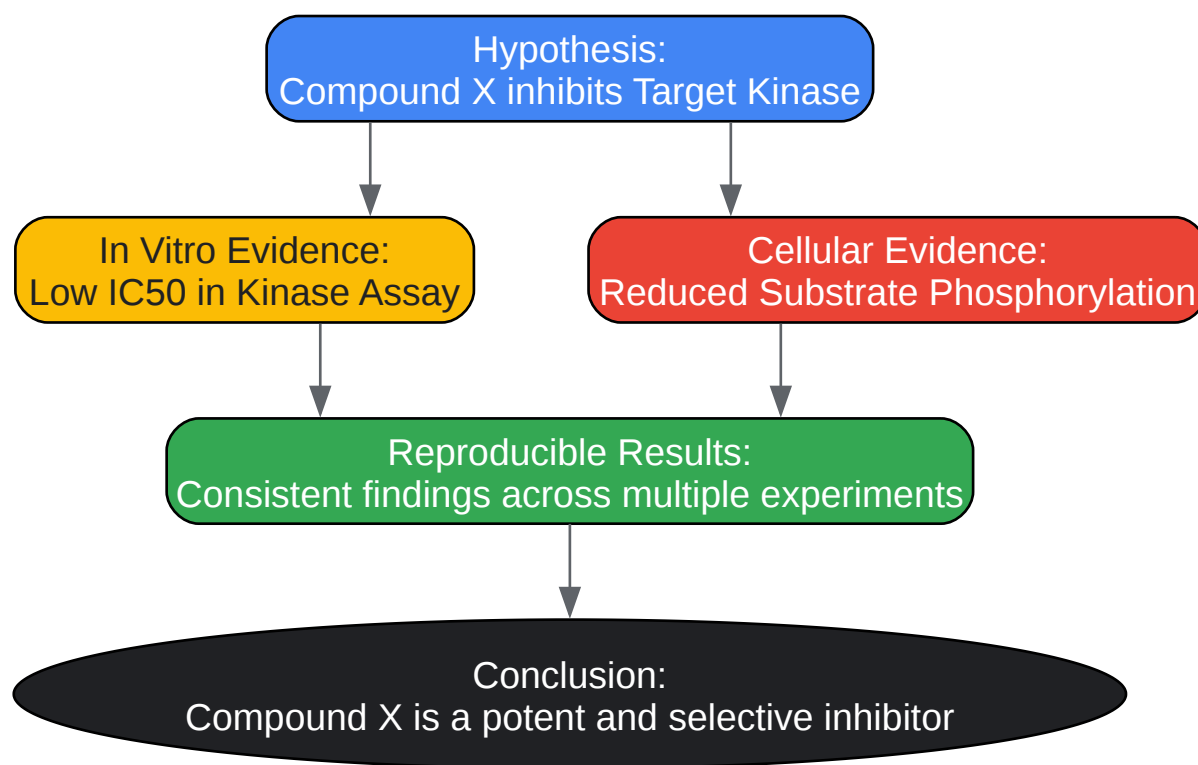 Hypothesis:
Compound X inhibits Target Kinase
In Vitro Evidence:
Low IC50 in Kinase Assay
Cellular Evidence:
Reduced Substrate Phosphorylation
Reproducible Results:
Consistent findings across multiple experiments
Conclusion:
Compound X is a potent and selective inhibitor